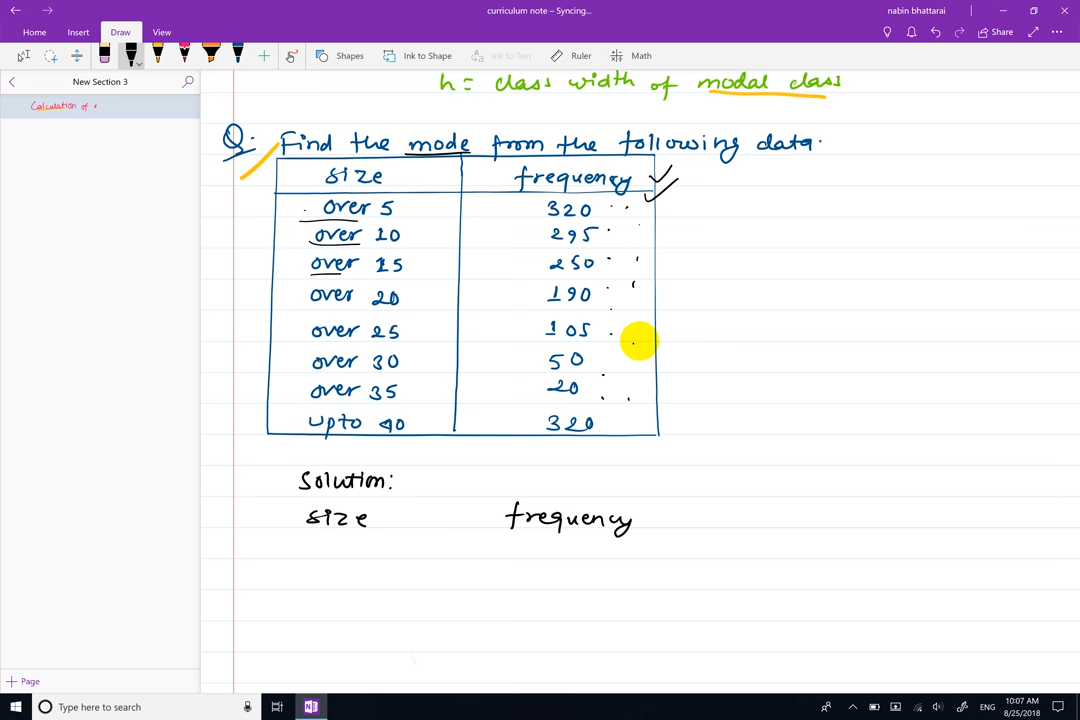 curriculum note – Syncing...
nabin bhattarai
Home Insert Draw View
Share
Shapes Ink to Shape Ink to Text Ruler Math
New Section 3
Calculation of
h = class width of modal class
Q. Find the mode from the following data.
size frequency
over 5 320
over 10 295
over 15 250
over 20 190
over 25 105
over 30 50
over 35 20
upto 40 320
Solution:
size frequency
Page
Type here to search
ENG
10:07 AM
8/25/2018